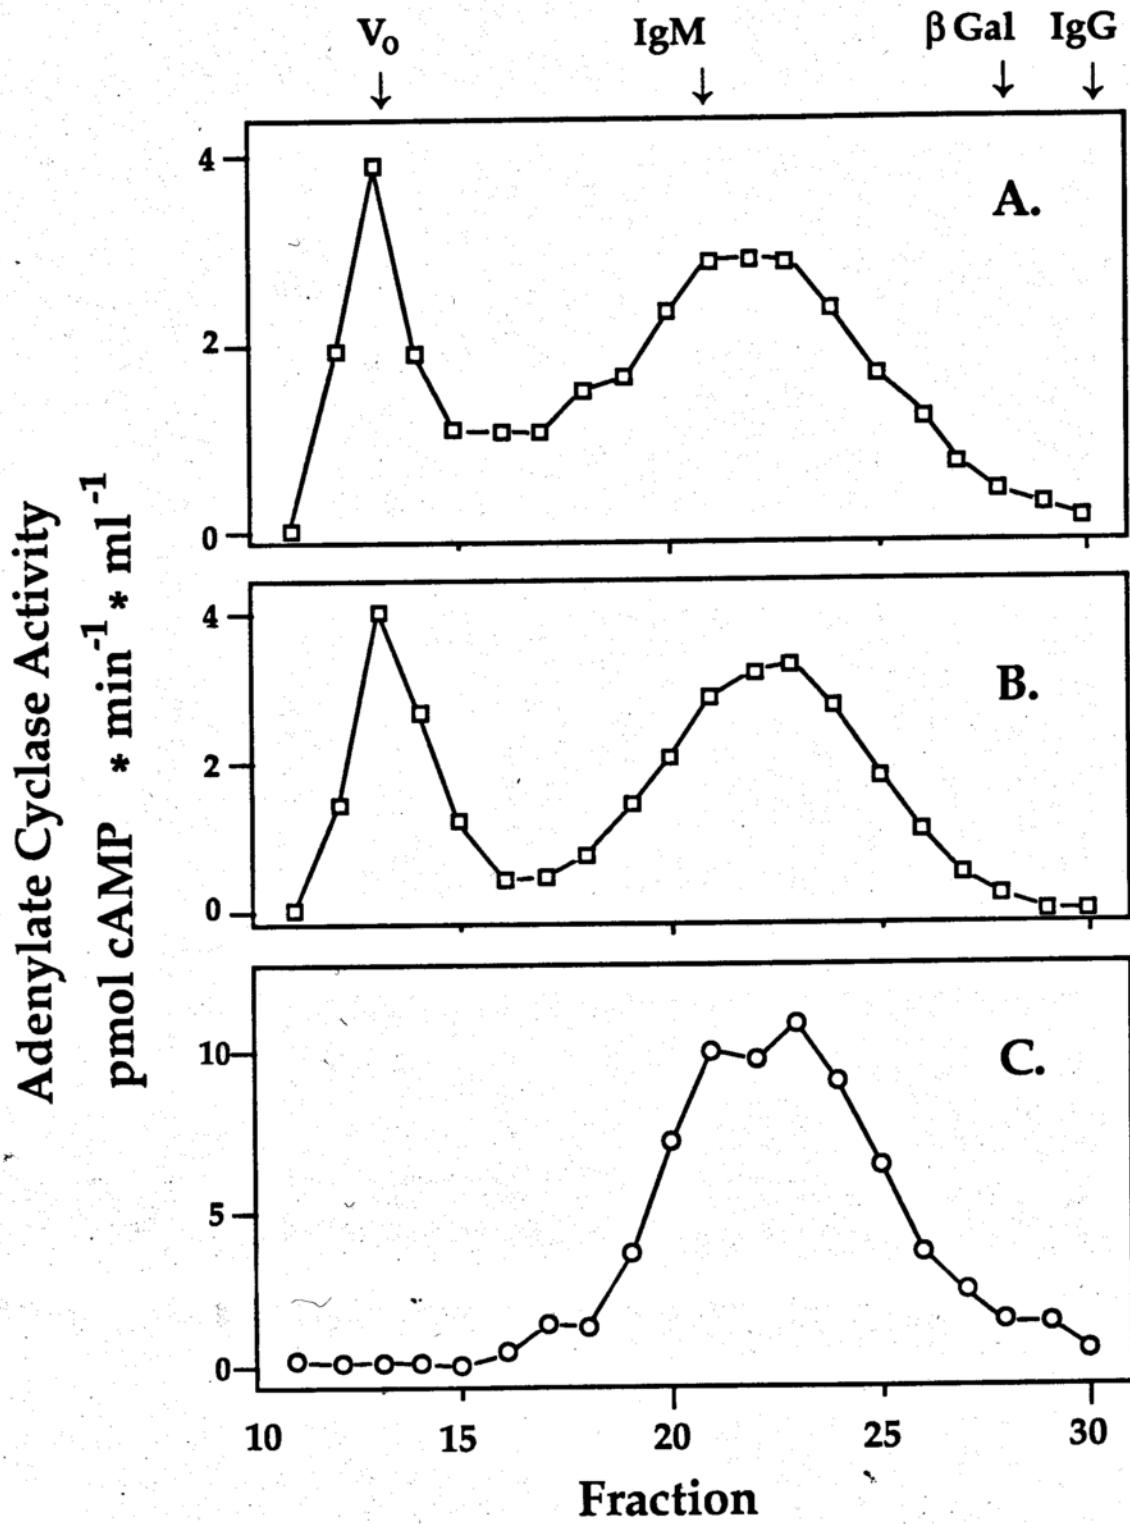 V₀ IgM β Gal IgG
A.
4
2
0
B.
4
2
0
C.
10
5
0
10 15 20 25 30
Fraction
Adenylate Cyclase Activity
pmol cAMP * min⁻¹ * ml⁻¹